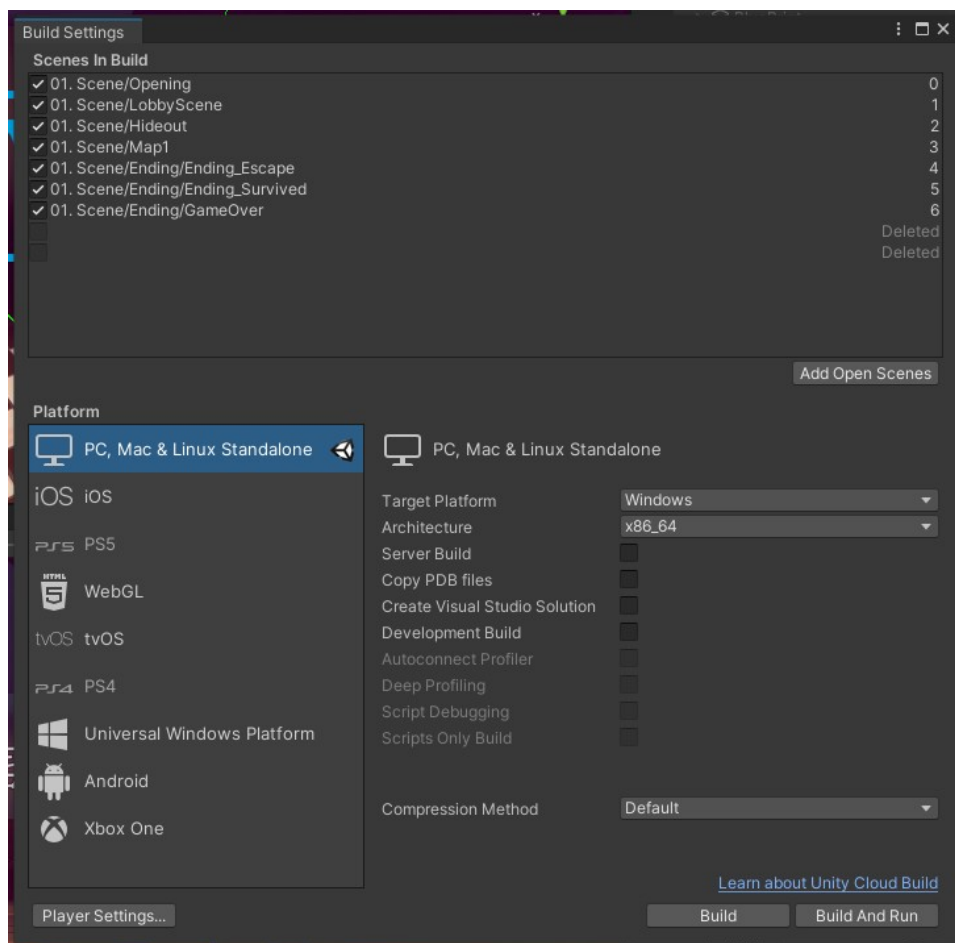 Build Settings
Scenes In Build
01. Scene/Opening 0
01. Scene/LobbyScene 1
01. Scene/Hideout 2
01. Scene/Map1 3
01. Scene/Ending/Ending_Escape 4
01. Scene/Ending/Ending_Survived 5
01. Scene/Ending/GameOver 6
Deleted
Deleted
Add Open Scenes
Platform
PC, Mac & Linux Standalone
iOS iOS
PS5 PS5
HTML 5 WebGL
tvOS tvOS
PS4 PS4
Universal Windows Platform
Android
Xbox One
PC, Mac & Linux Standalone
Target Platform Windows
Architecture x86_64
Server Build
Copy PDB files
Create Visual Studio Solution
Development Build
Autoconnect Profiler
Deep Profiling
Script Debugging
Scripts Only Build
Compression Method Default
Learn about Unity Cloud Build
Player Settings... Build Build And Run